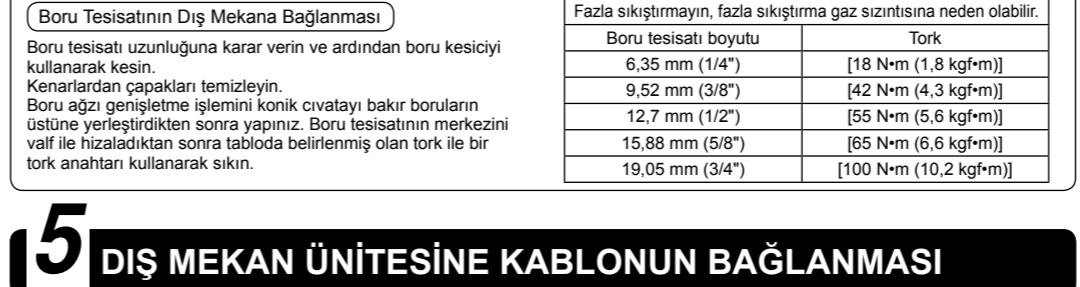 Boru Tesisatının Dış Mekana Bağlanması
Boru tesisatı uzunluğuna karar verin ve ardından boru kesiciyi
kullanarak kesin.
Kenarlardan çapakları temizleyin.
Boru ağzı genişletme işlemini konik cıvatayı bakır boruların
üstüne yerleştirdikten sonra yapınız. Boru tesisatının merkezini
valf ile hizaladıktan sonra tabloda belirlenmiş olan tork ile bir
tork anahtarı kullanarak sıkın.
Fazla sıkıştırmayın, fazla sıkıştırma gaz sızıntısına neden olabilir.
Boru tesisatı boyutu Tork
6,35 mm (1/4") [18 N•m (1,8 kgf•m)]
9,52 mm (3/8") [42 N•m (4,3 kgf•m)]
12,7 mm (1/2") [55 N•m (5,6 kgf•m)]
15,88 mm (5/8") [65 N•m (6,6 kgf•m)]
19,05 mm (3/4") [100 N•m (10,2 kgf•m)]
5 DIŞ MEKAN ÜNİTESİNE KABLONUN BAĞLANMASI